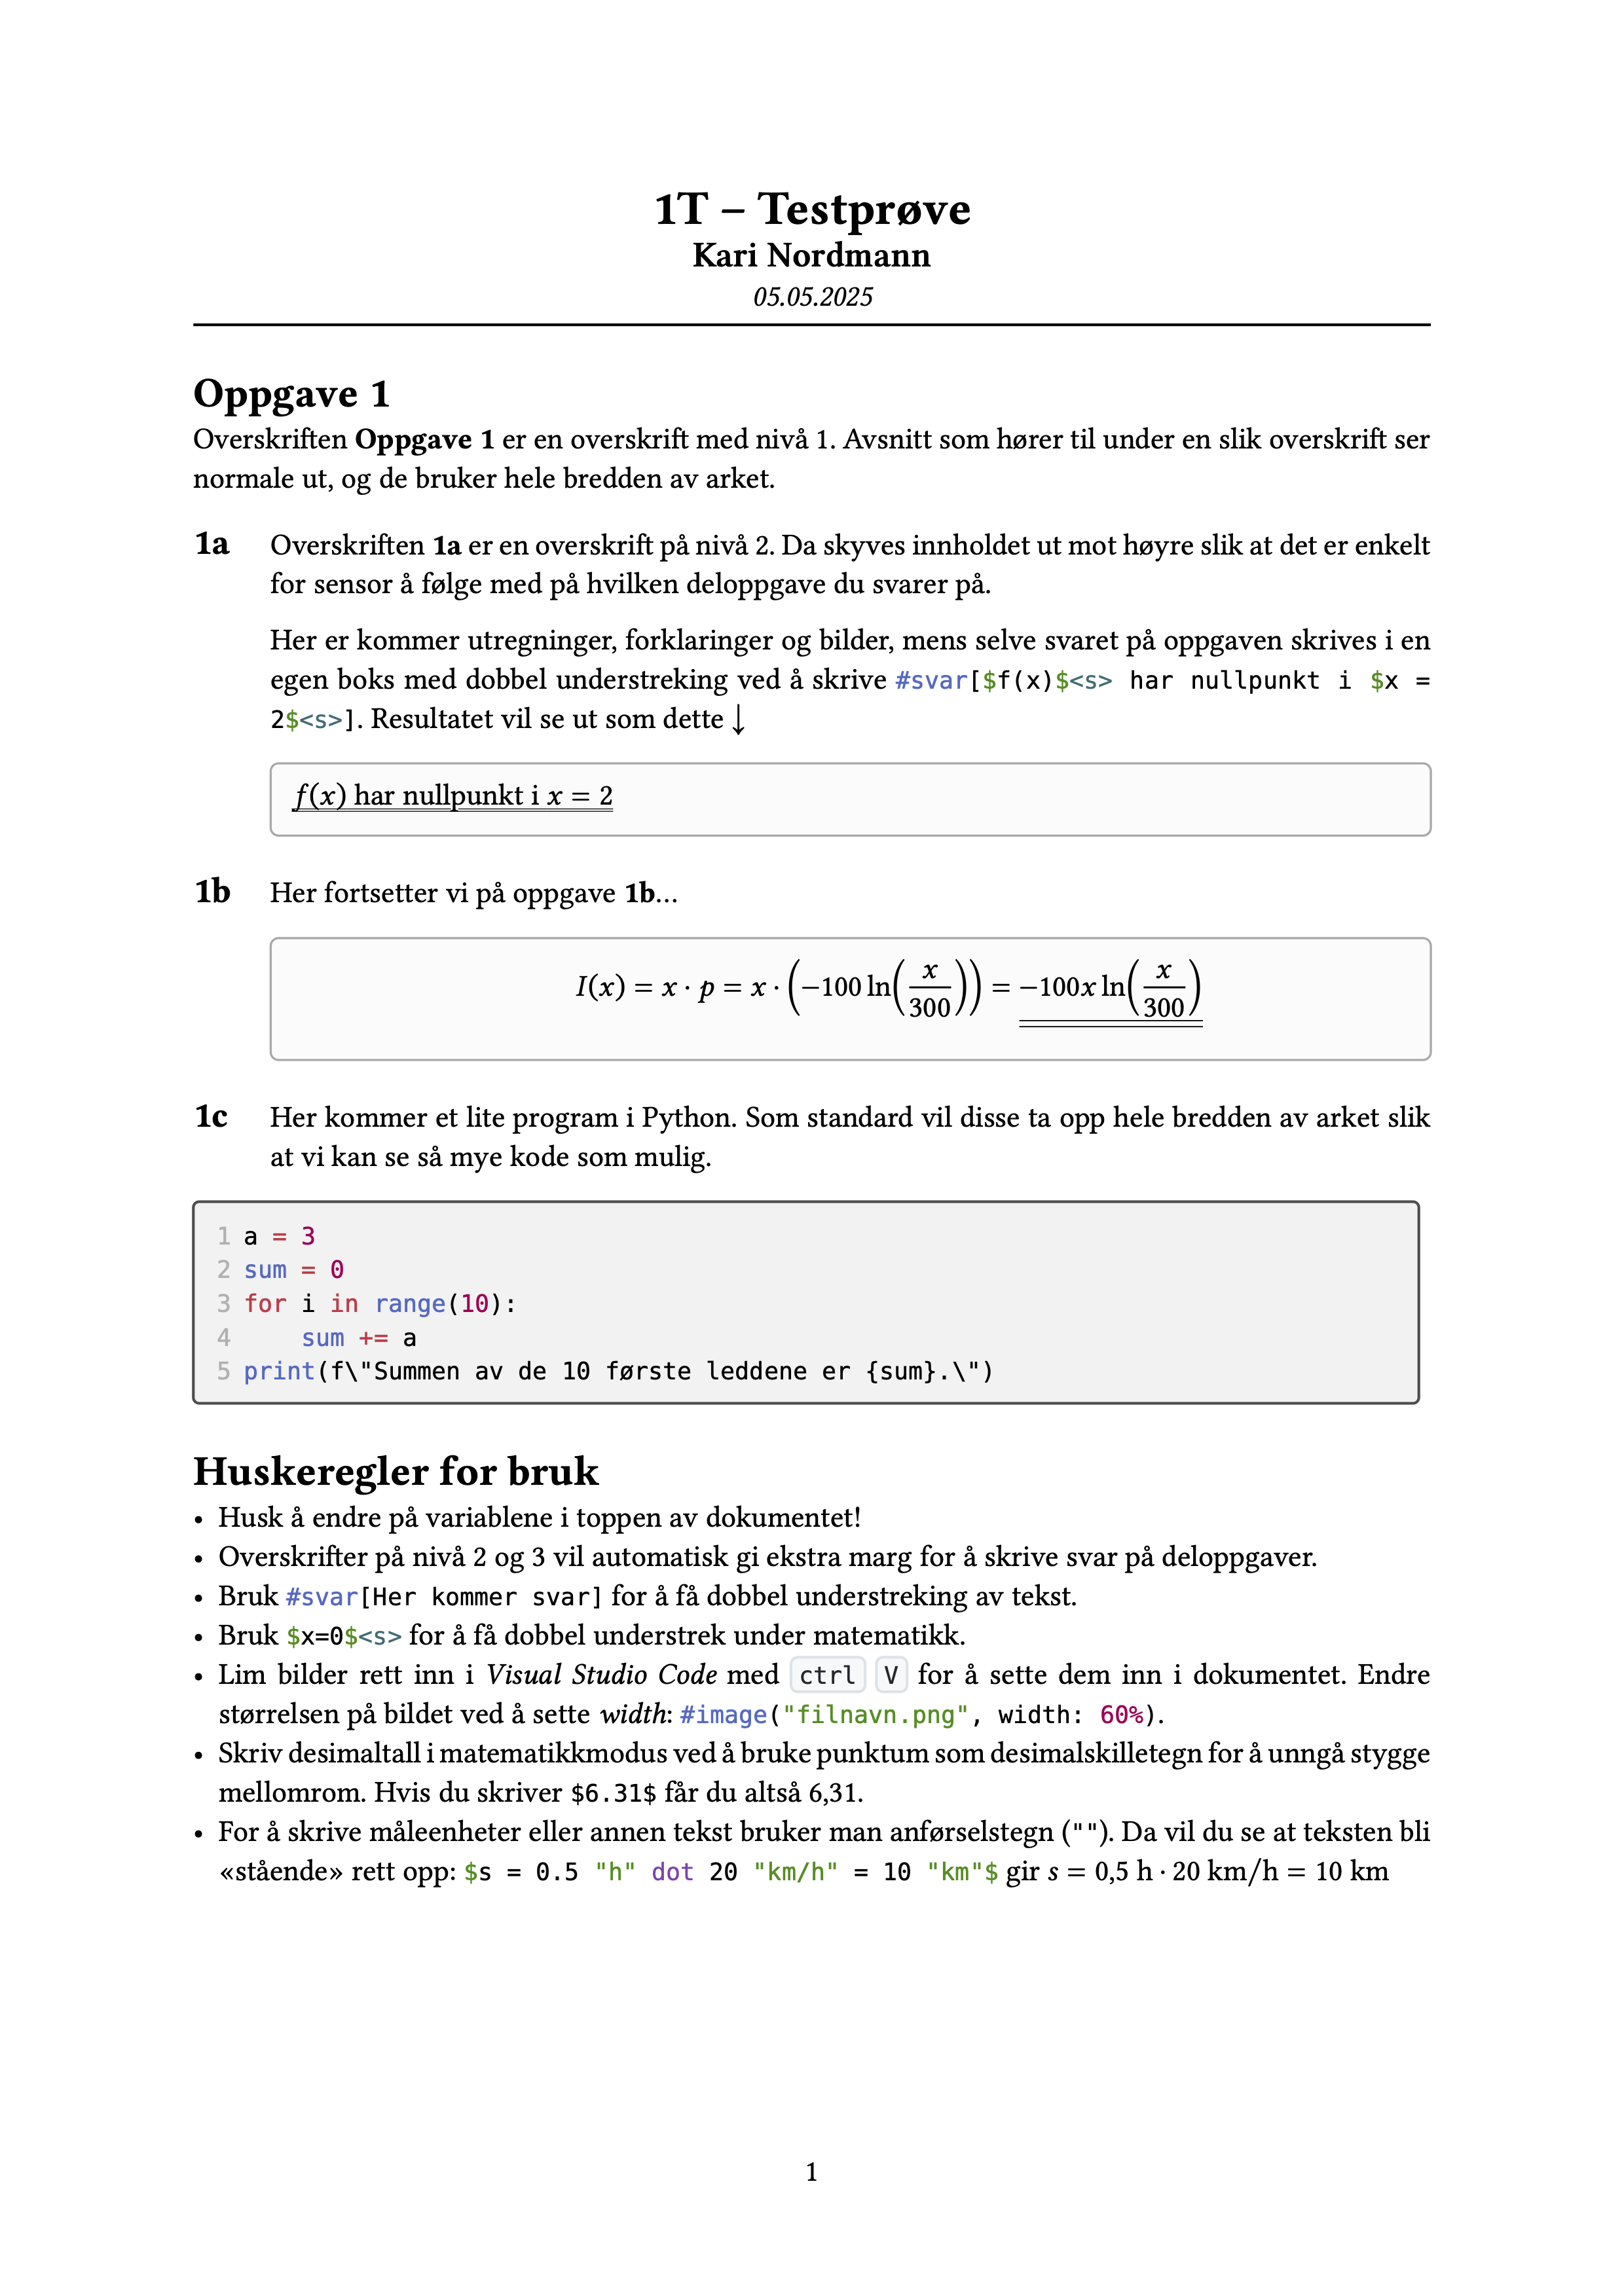 1T – Testprøve
Kari Nordmann
05.05.2025
Oppgave 1
Overskriften Oppgave 1 er en overskrift med nivå 1. Avsnitt som hører til under en slik overskrift ser
normale ut, og de bruker hele bredden av arket.
1a Overskriften 1a er en overskrift på nivå 2. Da skyves innholdet ut mot høyre slik at det er enkelt
for sensor å følge med på hvilken deloppgave du svarer på.
Her er kommer utregninger, forklaringer og bilder, mens selve svaret på oppgaven skrives i en
egen boks med dobbel understreking ved å skrive #svar[$f(x)$<s> har nullpunkt i $x =
2$<s>]. Resultatet vil se ut som dette ↓
f(x) har nullpunkt i x = 2
1b Her fortsetter vi på oppgave 1b…
I(x) = x · p = x · (−100 ln(x/300)) = −100x ln(x/300)
1c Her kommer et lite program i Python. Som standard vil disse ta opp hele bredden av arket slik
at vi kan se så mye kode som mulig.
1 a = 3
2 sum = 0
3 for i in range(10):
4     sum += a
5 print(f\"Summen av de 10 første leddene er {sum}.\")
Huskeregler for bruk
• Husk å endre på variablene i toppen av dokumentet!
• Overskrifter på nivå 2 og 3 vil automatisk gi ekstra marg for å skrive svar på deloppgaver.
• Bruk #svar[Her kommer svar] for å få dobbel understreking av tekst.
• Bruk $x=0$<s> for å få dobbel understrek under matematikk.
• Lim bilder rett inn i Visual Studio Code med ctrl V for å sette dem inn i dokumentet. Endre
størrelsen på bildet ved å sette width: #image("filnavn.png", width: 60%).
• Skriv desimaltall i matematikkmodus ved å bruke punktum som desimalskilletegn for å unngå stygge
mellomrom. Hvis du skriver $6.31$ får du altså 6,31.
• For å skrive måleenheter eller annen tekst bruker man anførselstegn (""). Da vil du se at teksten bli
«stående» rett opp: $s = 0.5 "h" dot 20 "km/h" = 10 "km"$ gir s = 0,5 h · 20 km/h = 10 km
1